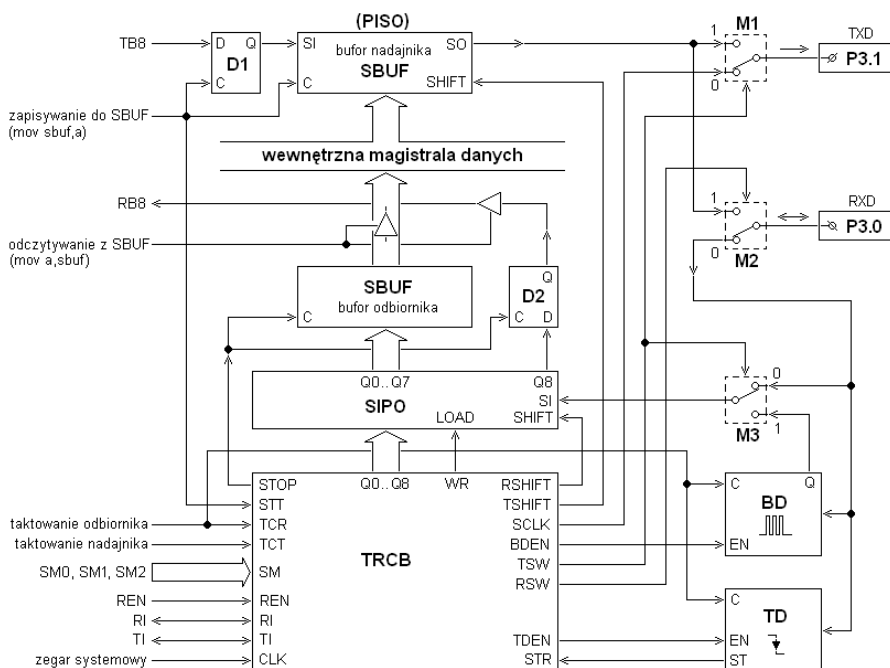 (PISO)
TB8
D Q
D1
C
SI
bufor nadajnika
SBUF
SO
C
SHIFT
M1
1
0
TXD
P3.1
zapisywanie do SBUF
(mov sbuf,a)
wewnętrzna magistrala danych
RB8
odczytywanie z SBUF
(mov a,sbuf)
1
0
M2
RXD
P3.0
SBUF
bufor odbiornika
C
Q
D2
C D
Q0..Q7
Q8
SIPO
SI
LOAD
SHIFT
0
1
M3
Q0..Q8
WR
STOP
STT
TCR
TCT
SM
REN
RI
TI
CLK
TRCB
RSHIFT
TSHIFT
SCLK
BDEN
TSW
RSW
TDEN
STR
taktowanie odbiornika
taktowanie nadajnika
SM0, SM1, SM2
REN
RI
TI
zegar systemowy
C Q
BD
EN
C
TD
EN
ST